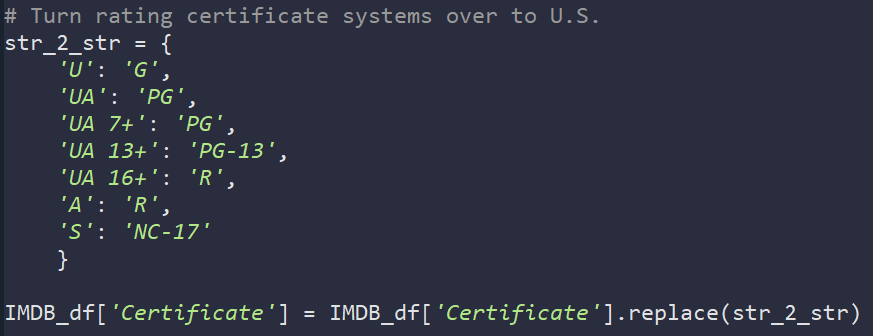 # Turn rating certificate systems over to U.S.
str_2_str = {
    'U': 'G',
    'UA': 'PG',
    'UA 7+': 'PG',
    'UA 13+': 'PG-13',
    'UA 16+': 'R',
    'A': 'R',
    'S': 'NC-17'
    }
IMDB_df['Certificate'] = IMDB_df['Certificate'].replace(str_2_str)